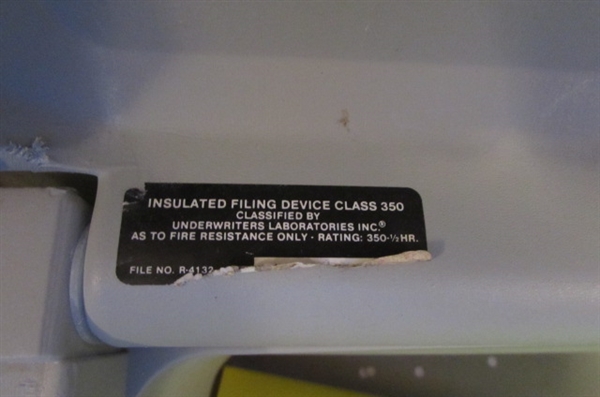 INSULATED FILING DEVICE CLASS 350
CLASSIFIED BY
UNDERWRITERS LABORATORIES INC.®
AS TO FIRE RESISTANCE ONLY · RATING: 350-½HR.
FILE NO. R-4132